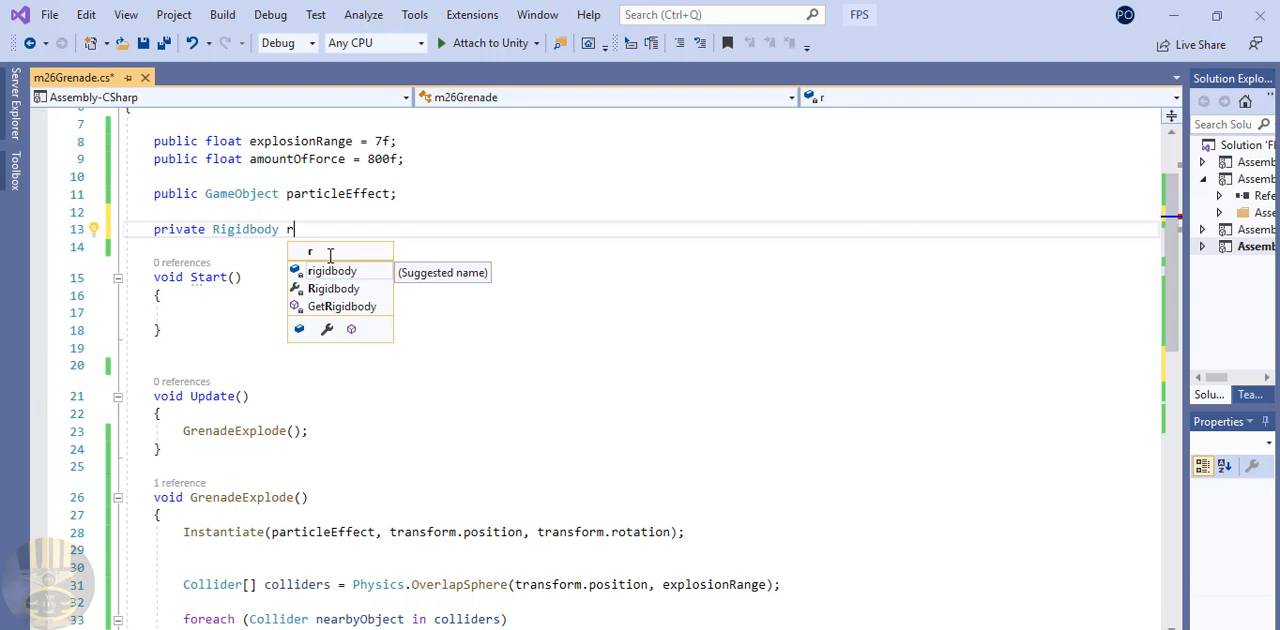 File Edit View Project Build Debug Test Analyze Tools Extensions Window Help Search (Ctrl+Q) FPS PO
Debug Any CPU Attach to Unity Live Share
m26Grenade.cs*
Assembly-CSharp m26Grenade r
7
8 public float explosionRange = 7f;
9 public float amountOfForce = 800f;
10
11 public GameObject particleEffect;
12
13 private Rigidbody r
14
r
rigidbody (Suggested name)
Rigidbody
GetRigidbody
0 references
15 void Start()
16 {
17
18 }
19
20
0 references
21 void Update()
22 {
23 GrenadeExplode();
24 }
25
1 reference
26 void GrenadeExplode()
27 {
28 Instantiate(particleEffect, transform.position, transform.rotation);
29
30
31 Collider[] colliders = Physics.OverlapSphere(transform.position, explosionRange);
32
33 foreach (Collider nearbyObject in colliders)
Server Explorer
Toolbox
Solution Explo...
Search Solu
Solution 'F
Assemb
Assemb
Refe
Asse
Assemb
Assemb
Solu... Tea...
Properties